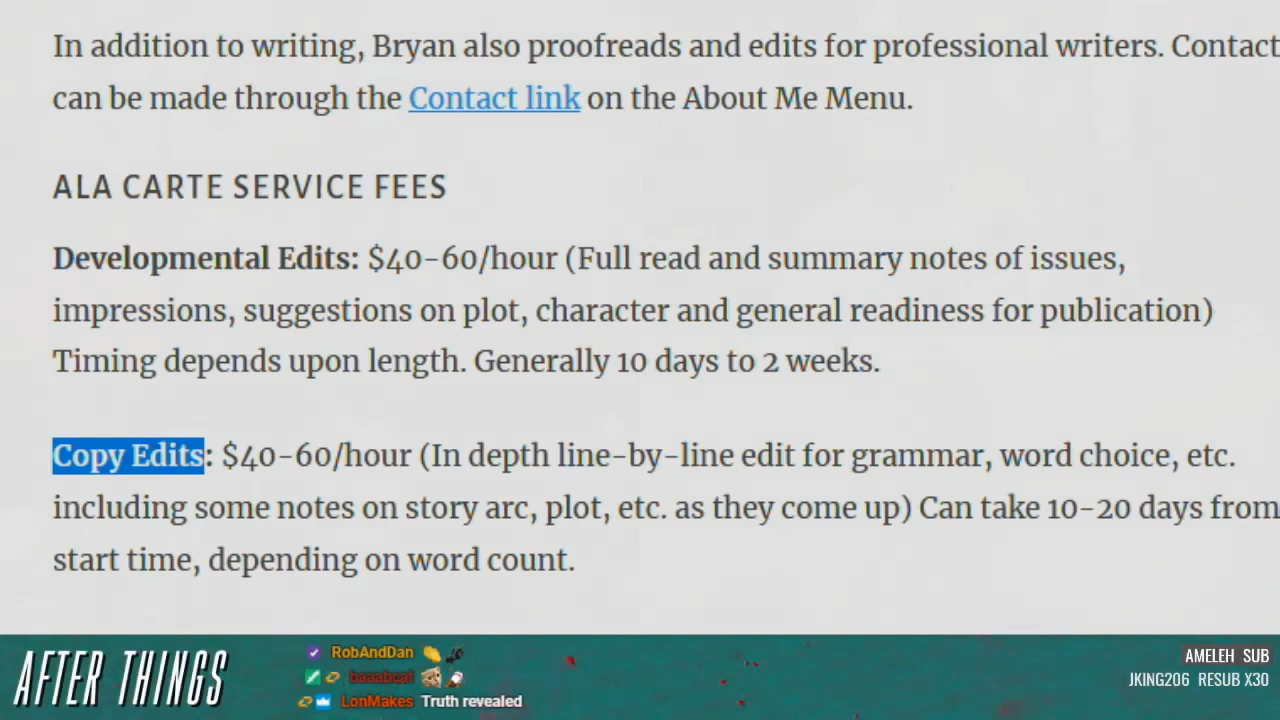 In addition to writing, Bryan also proofreads and edits for professional writers. Contact
can be made through the Contact link on the About Me Menu.
ALA CARTE SERVICE FEES
Developmental Edits: $40-60/hour (Full read and summary notes of issues,
impressions, suggestions on plot, character and general readiness for publication)
Timing depends upon length. Generally 10 days to 2 weeks.
Copy Edits: $40-60/hour (In depth line-by-line edit for grammar, word choice, etc.
including some notes on story arc, plot, etc. as they come up) Can take 10-20 days from
start time, depending on word count.
AFTER THINGS
RobAndDan
baaabcat
LonMakes Truth revealed
AMELEH SUB
JKING206 RESUB X30